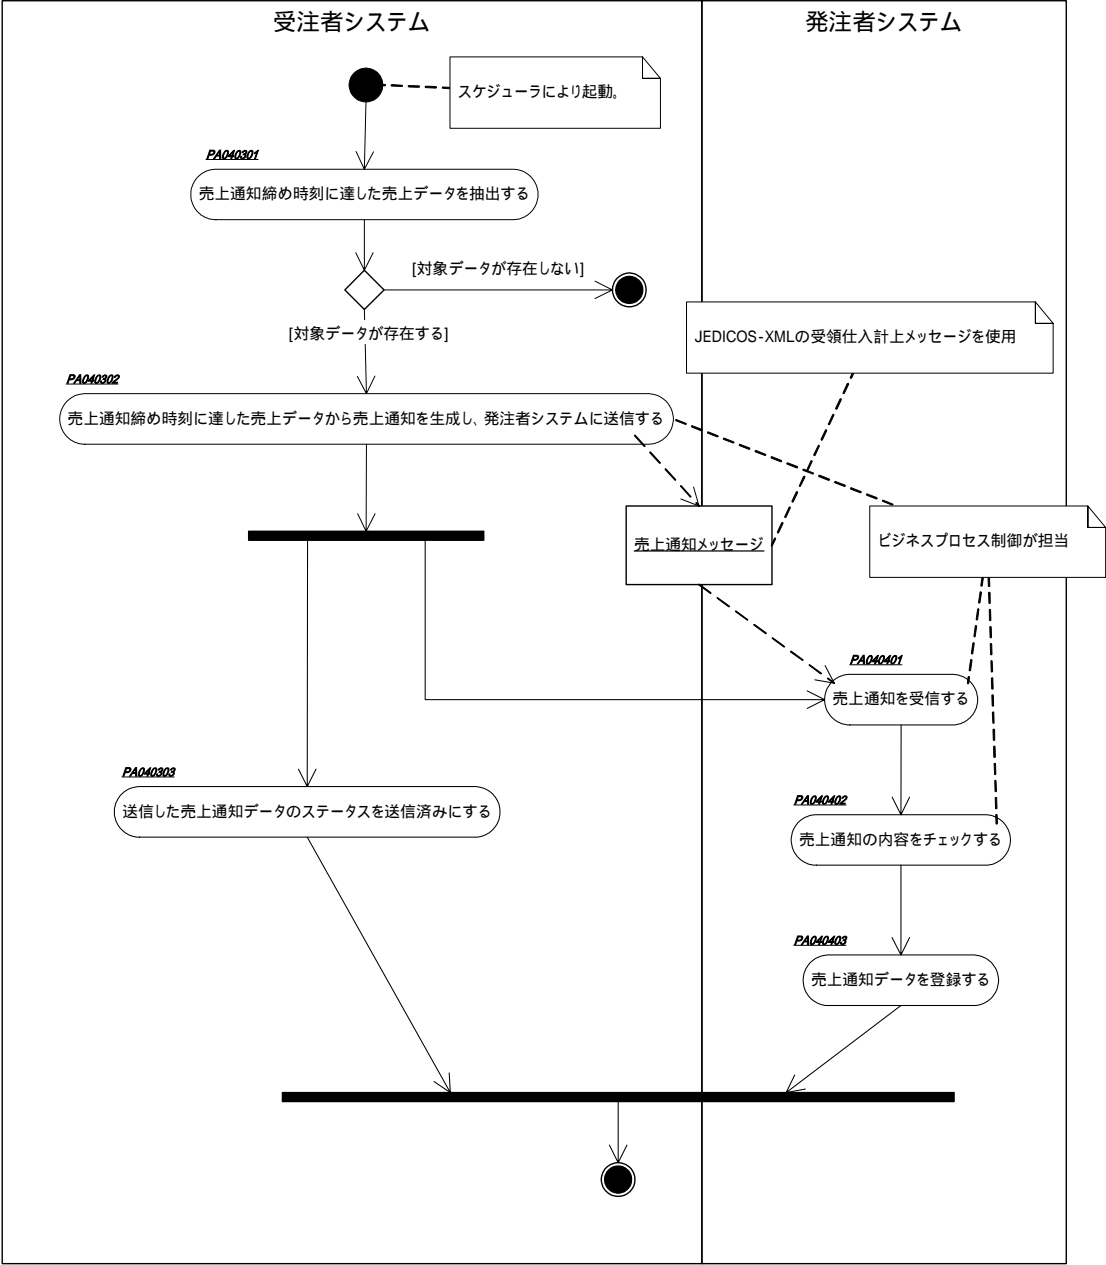 受注者システム
発注者システム
スケジューラにより起動。
PA040301
売上通知締め時刻に達した売上データを抽出する
[対象データが存在しない]
[対象データが存在する]
JEDICOS-XMLの受領仕入計上メッセージを使用
PA040302
売上通知締め時刻に達した売上データから売上通知を生成し、発注者システムに送信する
売上通知メッセージ
ビジネスプロセス制御が担当
PA040401
売上通知を受信する
PA040303
送信した売上通知データのステータスを送信済みにする
PA040402
売上通知の内容をチェックする
PA040403
売上通知データを登録する